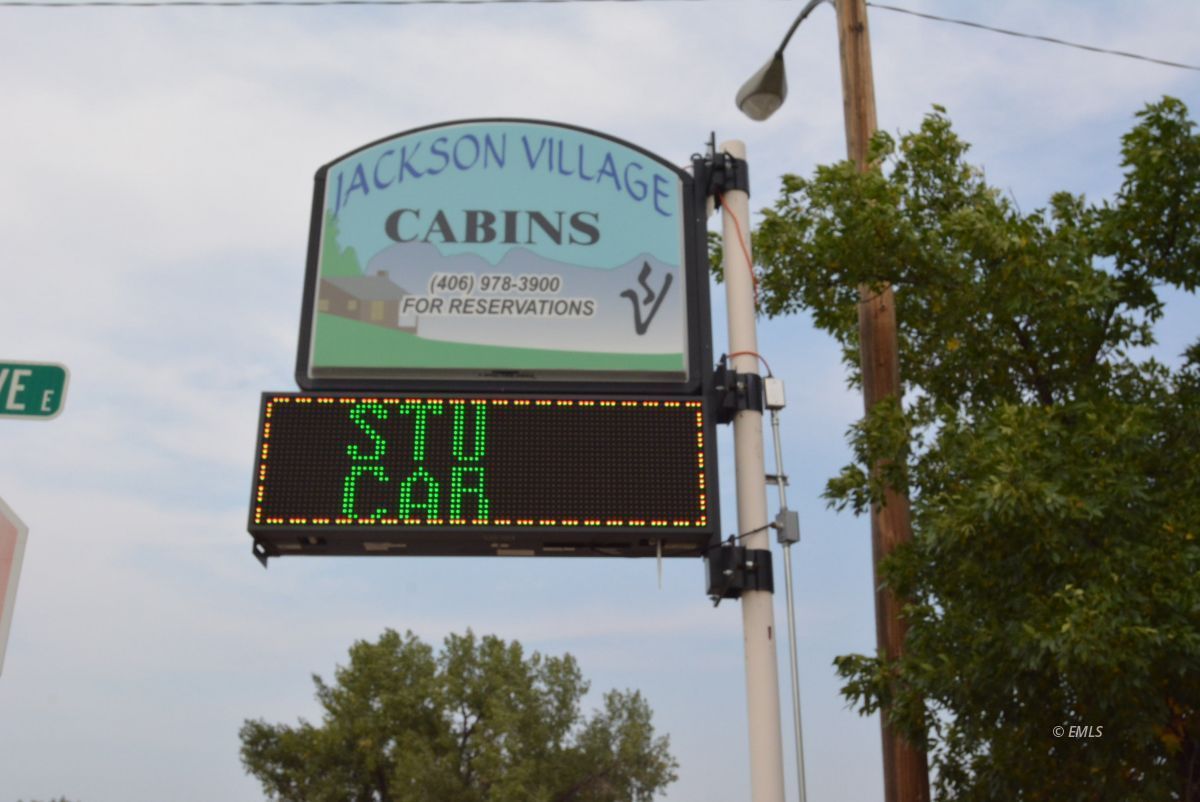 JACKSON VILLAGE
CABINS
(406) 978-3900
FOR RESERVATIONS
VE E
STU
CAR
© EMLS